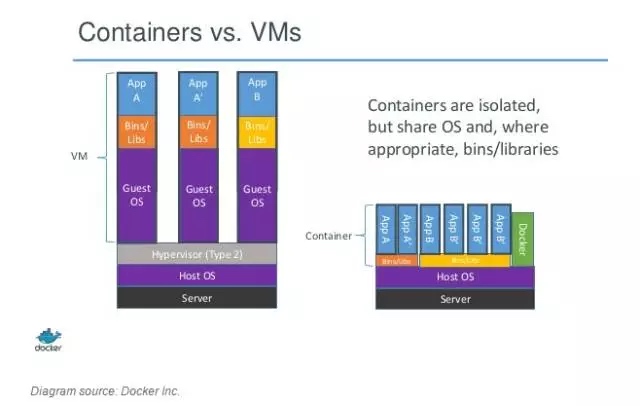 Containers vs. VMs
App
A
App
A'
App
B
Bins/
Libs
Bins/
Libs
Bins/
Libs
VM
Guest
OS
Guest
OS
Guest
OS
Hypervisor (Type 2)
Host OS
Server
Containers are isolated,
but share OS and, where
appropriate, bins/libraries
Container
App A
App A'
App B
App B'
App B'
App B'
Docker
Bins/Libs
Bins/Libs
Host OS
Server
docker
Diagram source: Docker Inc.